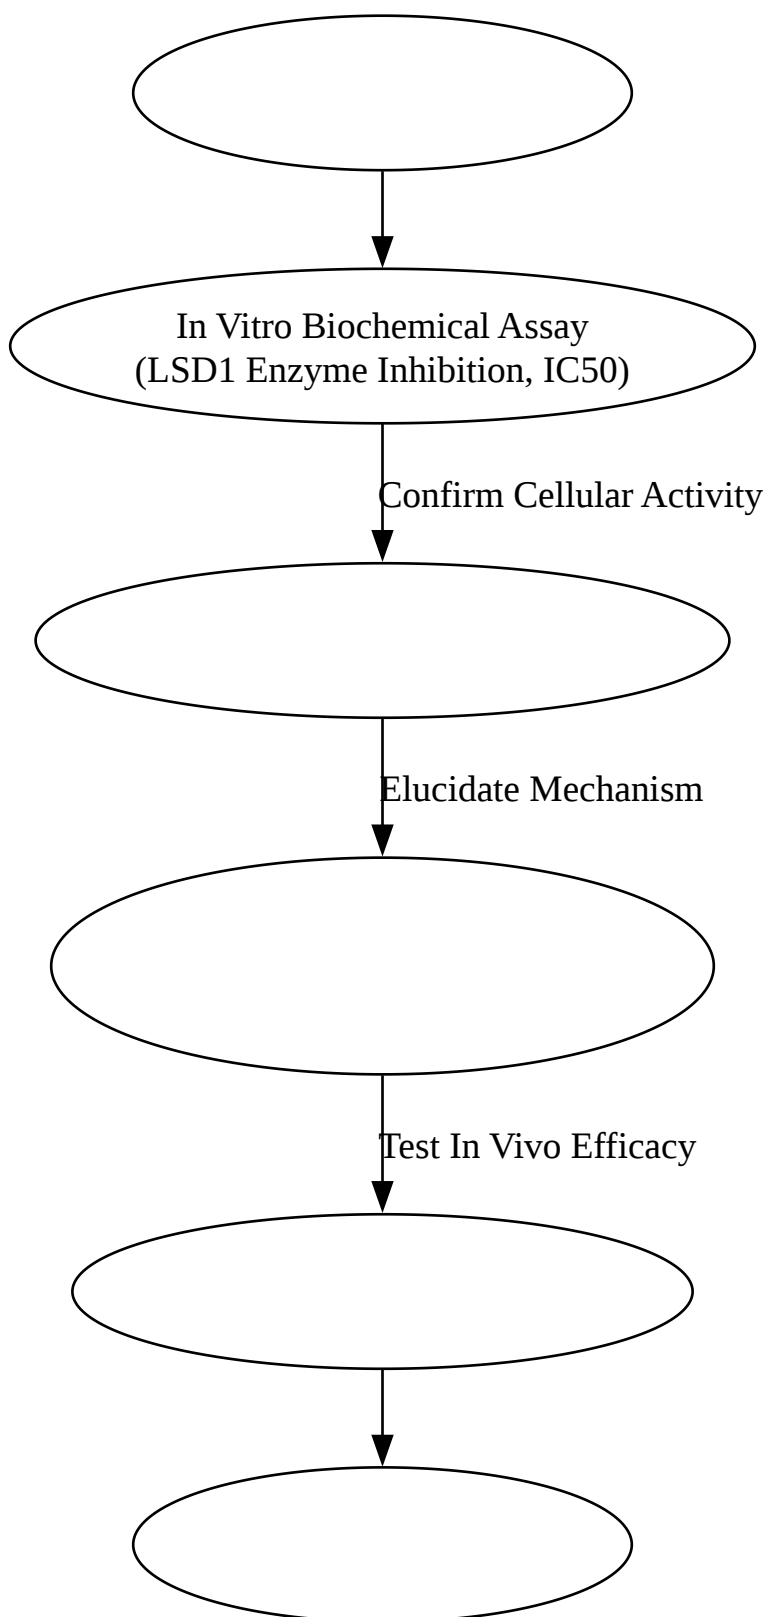 In Vitro Biochemical Assay
(LSD1 Enzyme Inhibition, IC50)
Confirm Cellular Activity
Elucidate Mechanism
Test In Vivo Efficacy